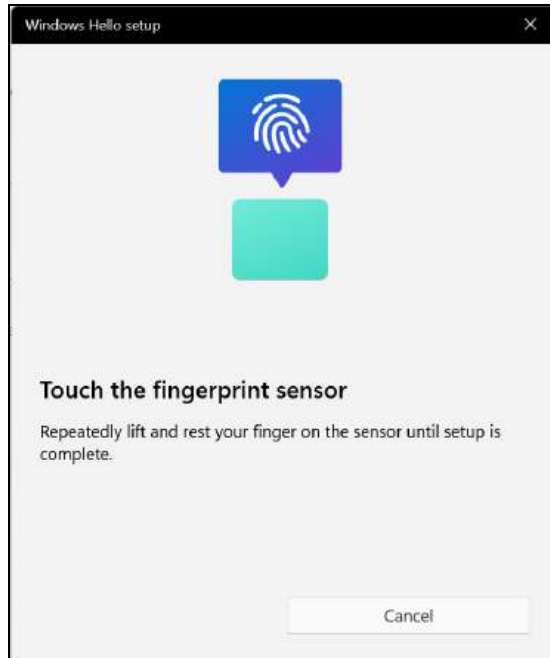 Windows Hello setup
Touch the fingerprint sensor
Repeatedly lift and rest your finger on the sensor until setup is
complete.
Cancel